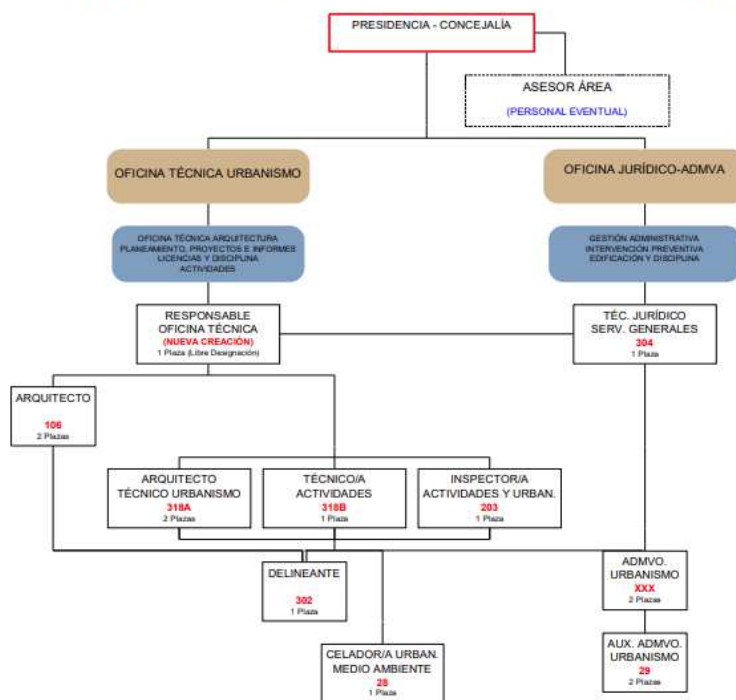 PRESIDENCIA - CONCEJALÍA
ASESOR ÁREA
(PERSONAL EVENTUAL)
OFICINA TÉCNICA URBANISMO
OFICINA JURÍDICO-ADMVA
OFICINA TÉCNICA ARQUITECTURA
PLANEAMIENTO, PROYECTOS E INFORMES
LICENCIAS Y DISCIPLINA
ACTIVIDADES
GESTIÓN ADMINISTRATIVA
INTERVENCIÓN PREVENTIVA
EDIFICACIÓN Y DISCIPLINA
RESPONSABLE
OFICINA TÉCNICA
(NUEVA CREACIÓN)
1 Plaza (Libre Designación)
TÉC. JURÍDICO
SERV. GENERALES
304
1 Plaza
ARQUITECTO
106
2 Plazas
ARQUITECTO
TÉCNICO URBANISMO
318A
2 Plazas
TÉCNICO/A
ACTIVIDADES
318B
1 Plaza
INSPECTOR/A
ACTIVIDADES Y URBAN.
203
1 Plaza
DELINEANTE
302
1 Plaza
ADMVO.
URBANISMO
XXX
2 Plazas
CELADOR/A URBAN.
MEDIO AMBIENTE
28
1 Plaza
AUX. ADMVO.
URBANISMO
29
2 Plazas